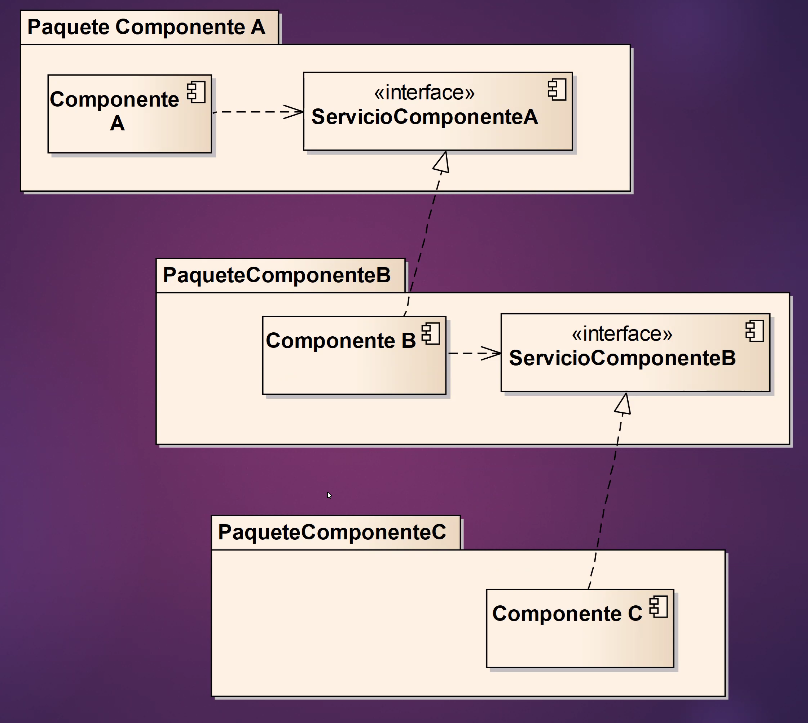 Paquete Componente A
Componente
A
«interface»
ServicioComponenteA
PaqueteComponenteB
Componente B
«interface»
ServicioComponenteB
PaqueteComponenteC
Componente C